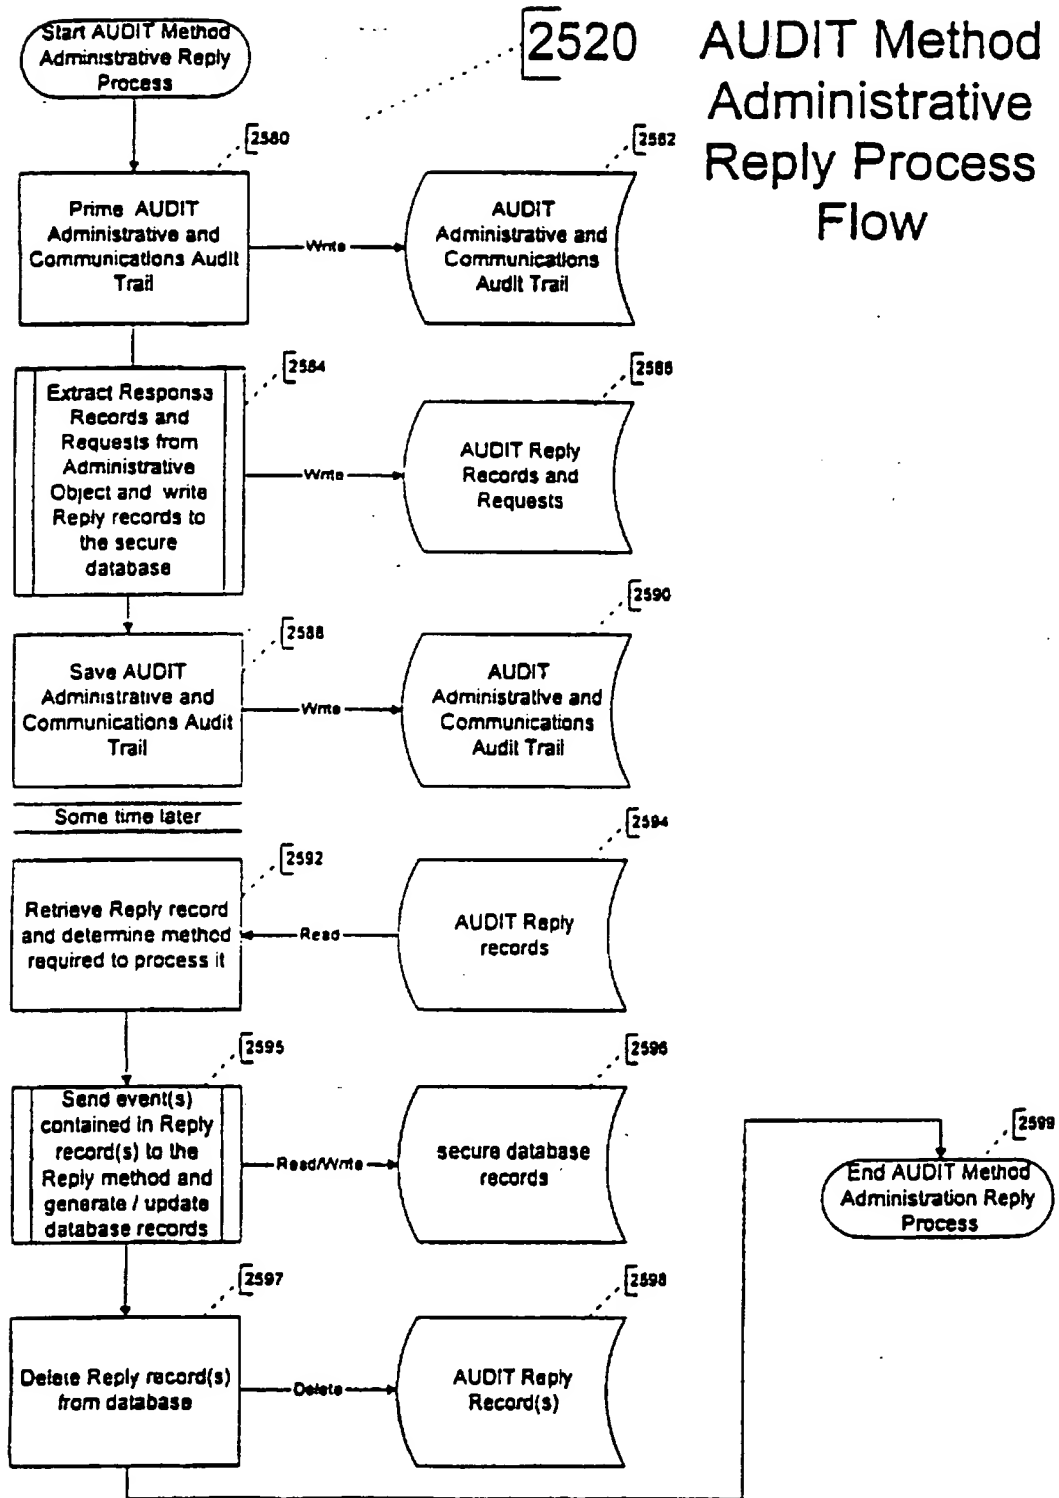 Start AUDIT Method
Administrative Reply
Process
2520
AUDIT Method
Administrative
Reply Process
Flow
2580
Prime AUDIT
Administrative and
Communications Audit
Trail
Write
2582
AUDIT
Administrative and
Communications
Audit Trail
2584
Extract Response
Records and
Requests from
Administrative
Object and write
Reply records to
the secure
database
Write
2586
AUDIT Reply
Records and
Requests
2588
Save AUDIT
Administrative and
Communications Audit
Trail
Write
2590
AUDIT
Administrative and
Communications
Audit Trail
Some time later
2592
Retrieve Reply record
and determine method
required to process it
Read
2594
AUDIT Reply
records
2595
Send event(s)
contained in Reply
record(s) to the
Reply method and
generate / update
database records
Read/Write
2596
secure database
records
2597
Delete Reply record(s)
from database
Delete
2598
AUDIT Reply
Record(s)
2599
End AUDIT Method
Administration Reply
Process